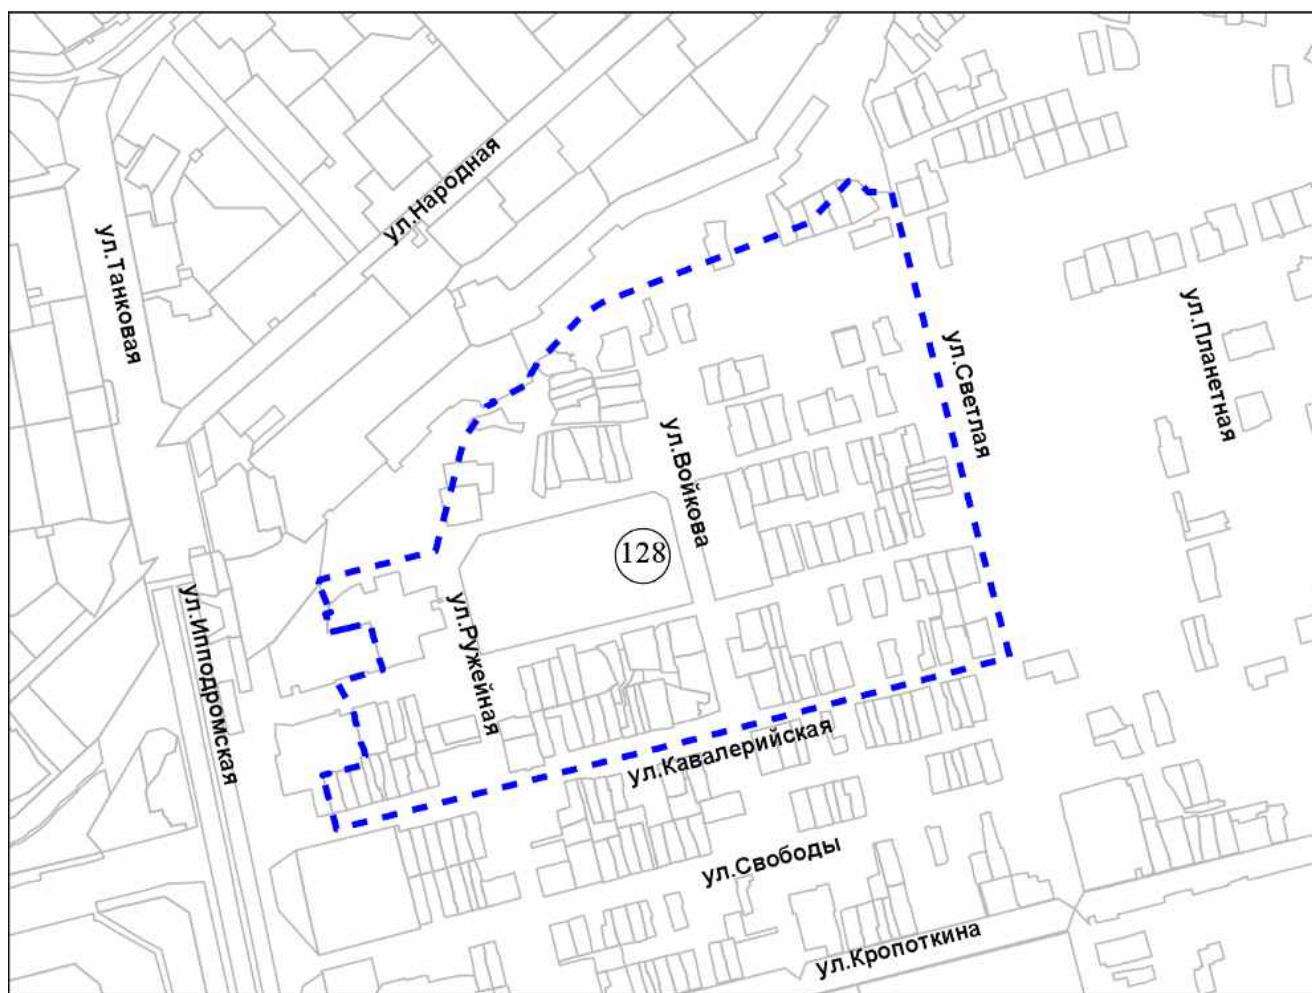 ул.Народная
ул.Танковая
ул.Планетная
ул.Светлая
ул.Войкова
128
ул.Ипподромская
ул.Ружейная
ул.Кавалерийская
ул.Свободы
ул.Кропоткина